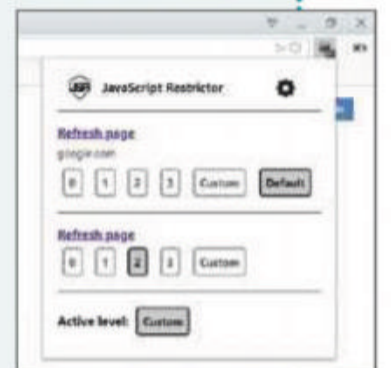 JSR JavaScript Restrictor
Refresh page
google.com
0 1 2 3 Custom Default
Refresh page
0 1 2 3 Custom
Active level: Custom